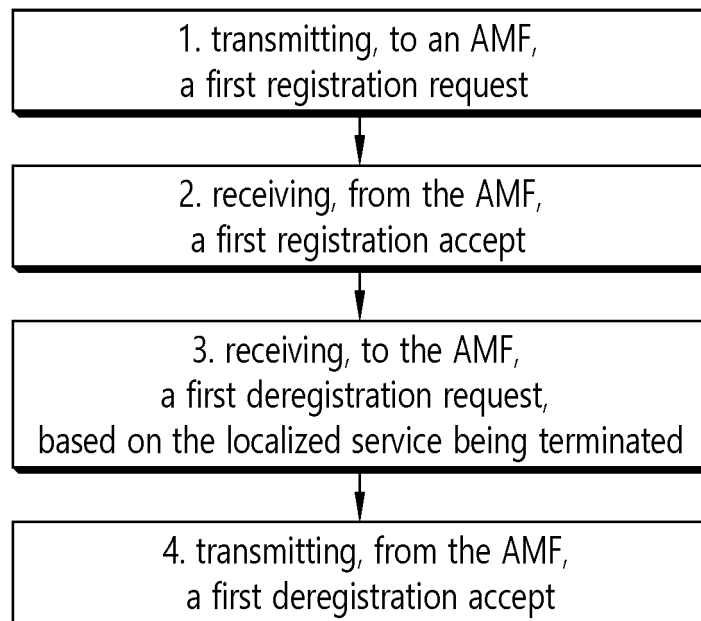 1. transmitting, to an AMF,
a first registration request
2. receiving, from the AMF,
a first registration accept
3. receiving, to the AMF,
a first deregistration request,
based on the localized service being terminated
4. transmitting, from the AMF,
a first deregistration accept